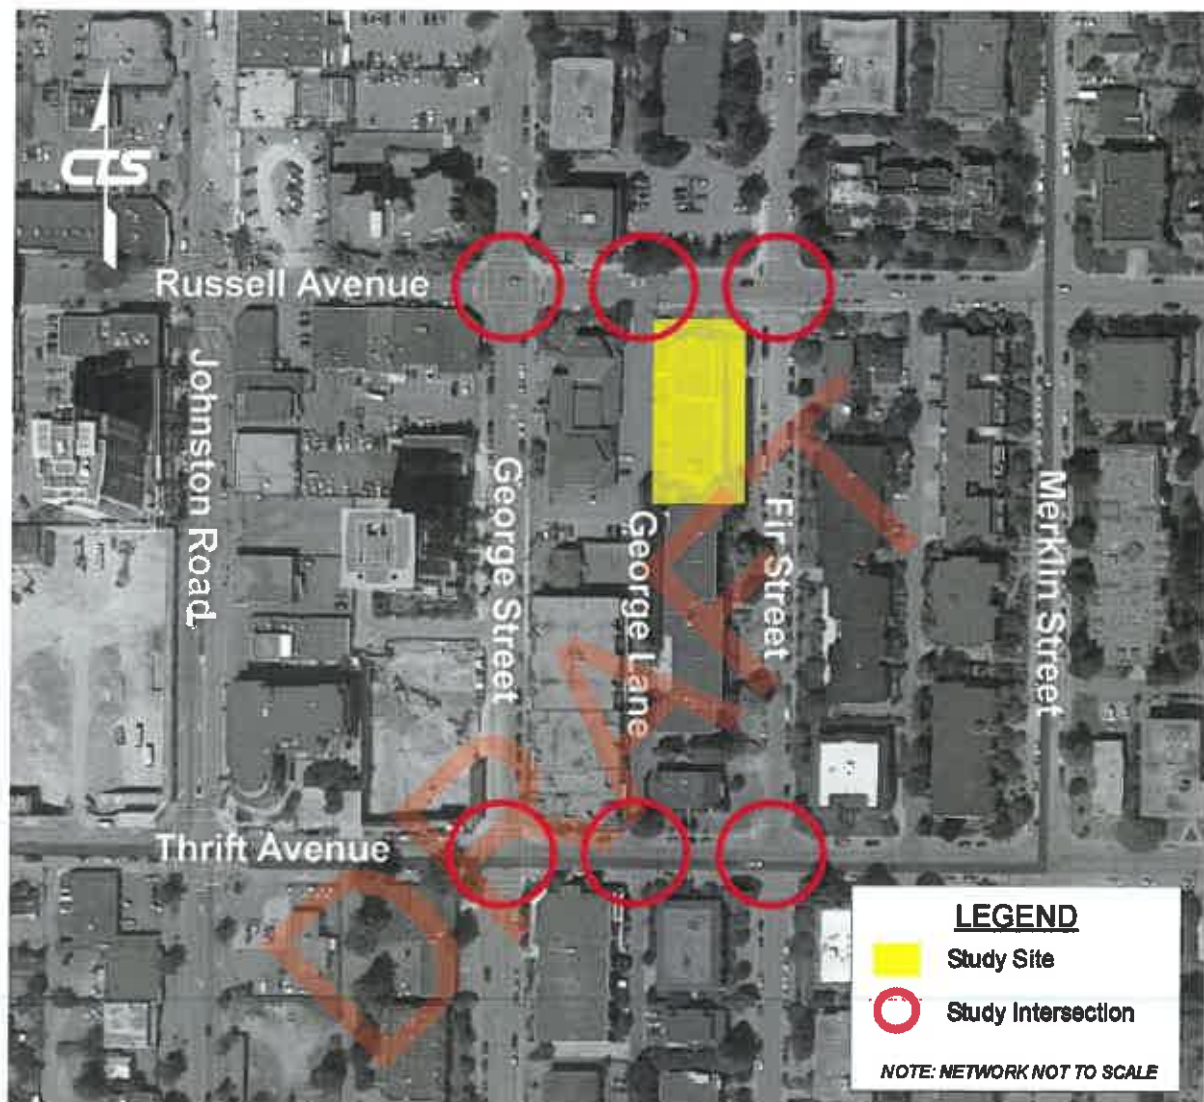 CTS
Russell Avenue
Johnston Road
George Street
George Lane
Fir Street
Merklin Street
Thrift Avenue
DRAFT
LEGEND
Study Site
Study Intersection
NOTE: NETWORK NOT TO SCALE